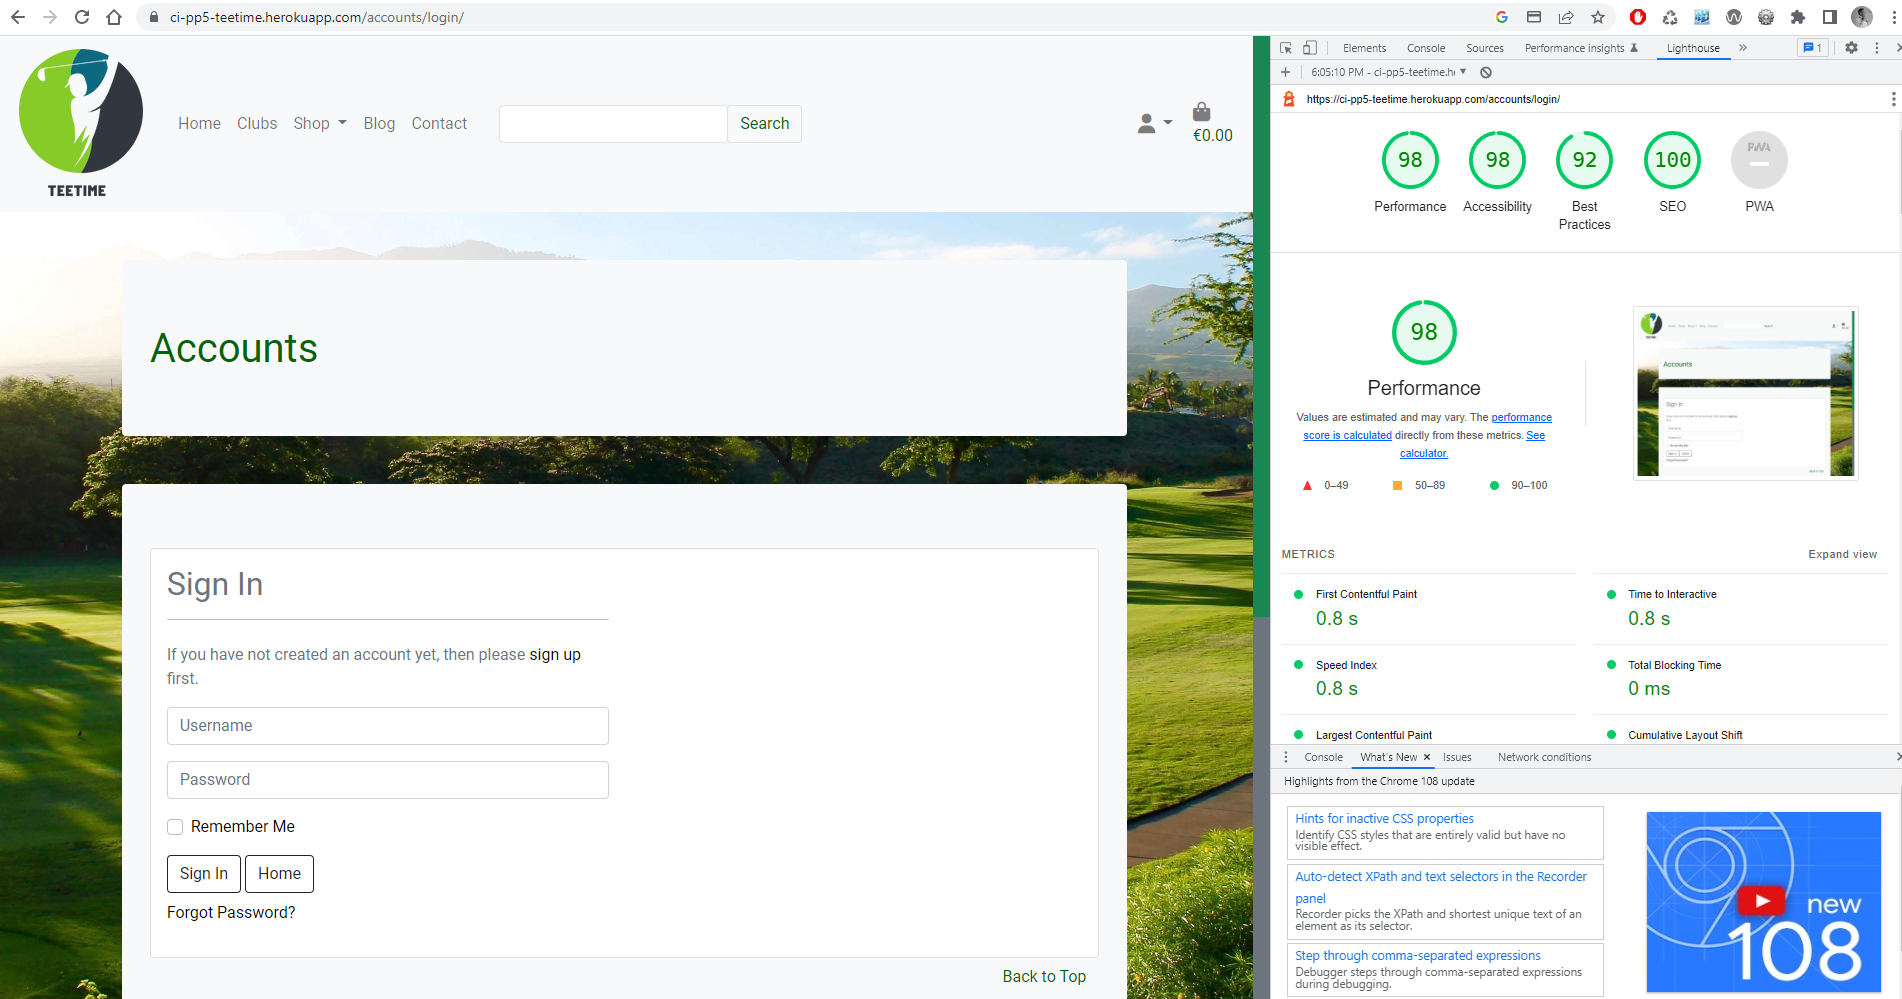 ci-pp5-teetime.herokuapp.com/accounts/login/
TEETIME
Home
Clubs
Shop
Blog
Contact
Search
€0.00
Accounts
Sign In
If you have not created an account yet, then please sign up
first.
Username
Password
Remember Me
Sign In
Home
Forgot Password?
Back to Top
Elements
Console
Sources
Performance insights
Lighthouse
»
1
6:05:10 PM - ci-pp5-teetime.h
https://ci-pp5-teetime.herokuapp.com/accounts/login/
98
98
92
100
PWA
Performance
Accessibility
Best
Practices
SEO
PWA
98
Performance
Values are estimated and may vary. The performance
score is calculated directly from these metrics. See
calculator.
0–49
50–89
90–100
METRICS
Expand view
First Contentful Paint
0.8 s
Time to Interactive
0.8 s
Speed Index
0.8 s
Total Blocking Time
0 ms
Largest Contentful Paint
Cumulative Layout Shift
Console
What's New
Issues
Network conditions
Highlights from the Chrome 108 update
Hints for inactive CSS properties
Identify CSS styles that are entirely valid but have no
visible effect.
Auto-detect XPath and text selectors in the Recorder
panel
Recorder picks the XPath and shortest unique text of an
element as its selector.
Step through comma-separated expressions
Debugger steps through comma-separated expressions
during debugging.
new
108